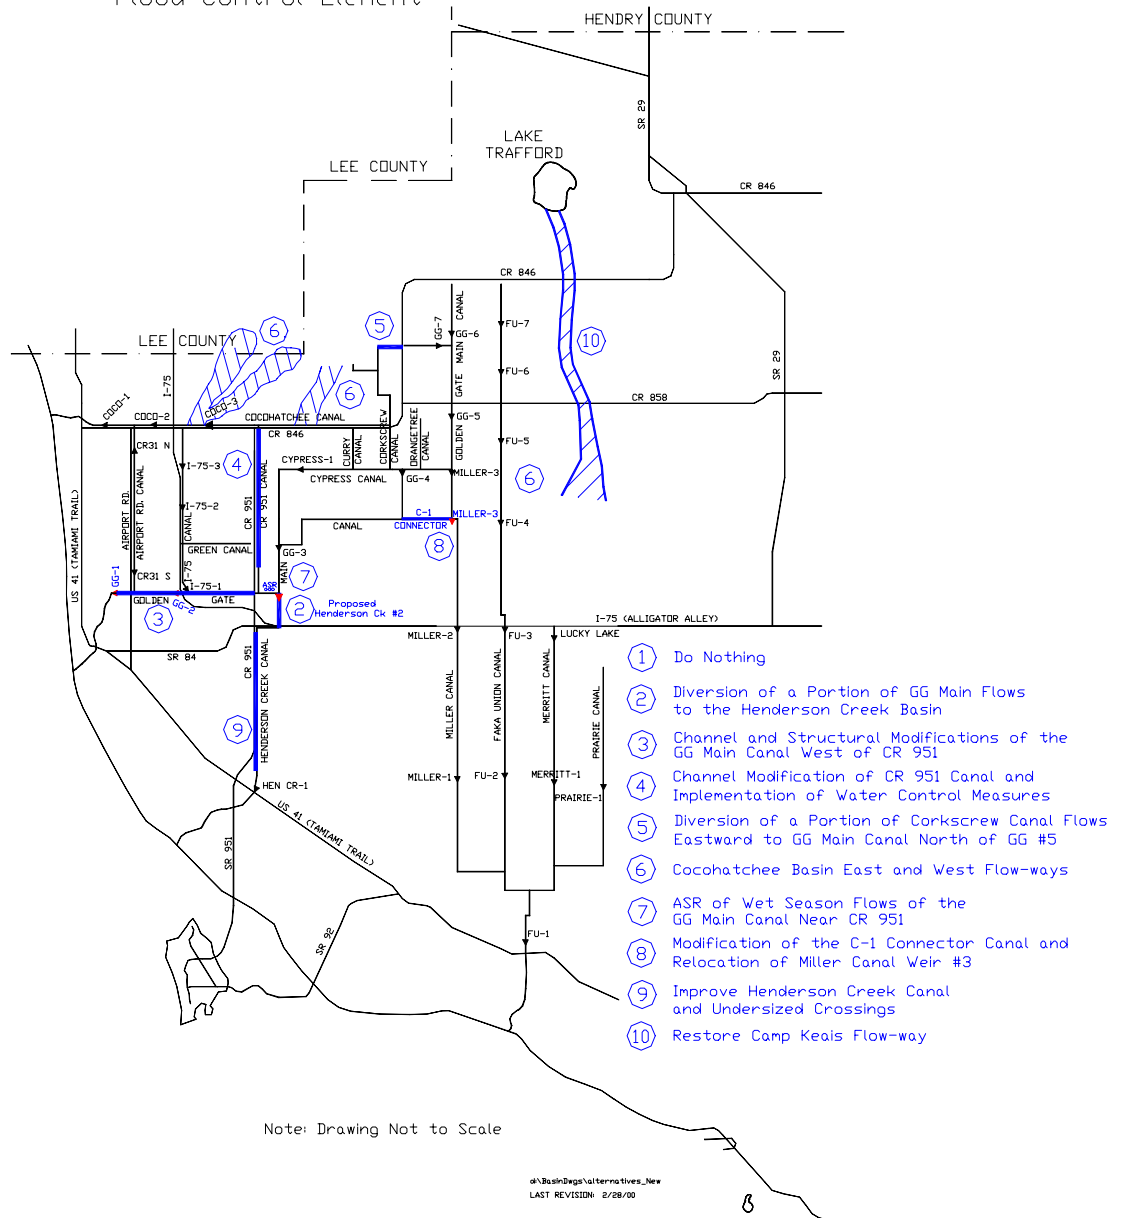 Flood Control Element
HENDRY COUNTY
SR 29
LAKE
TRAFFORD
LEE COUNTY
CR 846
CR 846
6
5
10
LEE COUNTY
GG-7
MAIN CANAL
GG-6
FU-7
I-75
6
GATE
FU-6
SR 29
CR 858
COCO-1
COCO-2
COCO-3
COCOHATCHEE CANAL
CR 846
GOLDEN
GG-5
CURRY
CANAL
CORKSCREW
CANAL
ORANGETREE
CANAL
FU-5
CR31 N
I-75-3
4
CYPRESS-1
CYPRESS CANAL
GG-4
MILLER-3
6
US 41 (TAMIAMI TRAIL)
AIRPORT RD.
AIRPORT RD. CANAL
I-75-2
CANAL
CR 951
CR 951 CANAL
C-1
CONNECTOR
MILLER-3
CANAL
FU-4
8
GREEN CANAL
GG-3
MAIN
7
I-75
GG-1
CR31 S
I-75-1
ASR
GOLDEN
GG-2
GATE
3
2
Proposed
Henderson Ck #2
I-75 (ALLIGATOR ALLEY)
MILLER-2
FU-3
LUCKY LAKE
SR 84
CR 951
HENDERSON CREEK CANAL
MILLER CANAL
FAKA UNION CANAL
MERRITT CANAL
PRAIRIE CANAL
9
MILLER-1
FU-2
MERRITT-1
PRAIRIE-1
HEN CR-1
US 41 (TAMIAMI TRAIL)
SR 951
SR 92
FU-1
1 Do Nothing
2 Diversion of a Portion of GG Main Flows
to the Henderson Creek Basin
3 Channel and Structural Modifications of the
GG Main Canal West of CR 951
4 Channel Modification of CR 951 Canal and
Implementation of Water Control Measures
5 Diversion of a Portion of Corkscrew Canal Flows
Eastward to GG Main Canal North of GG #5
6 Cocohatchee Basin East and West Flow-ways
7 ASR of Wet Season Flows of the
GG Main Canal Near CR 951
8 Modification of the C-1 Connector Canal and
Relocation of Miller Canal Weir #3
9 Improve Henderson Creek Canal
and Undersized Crossings
10 Restore Camp Keais Flow-way
Note: Drawing Not to Scale
LAST REVISION: 2/28/00